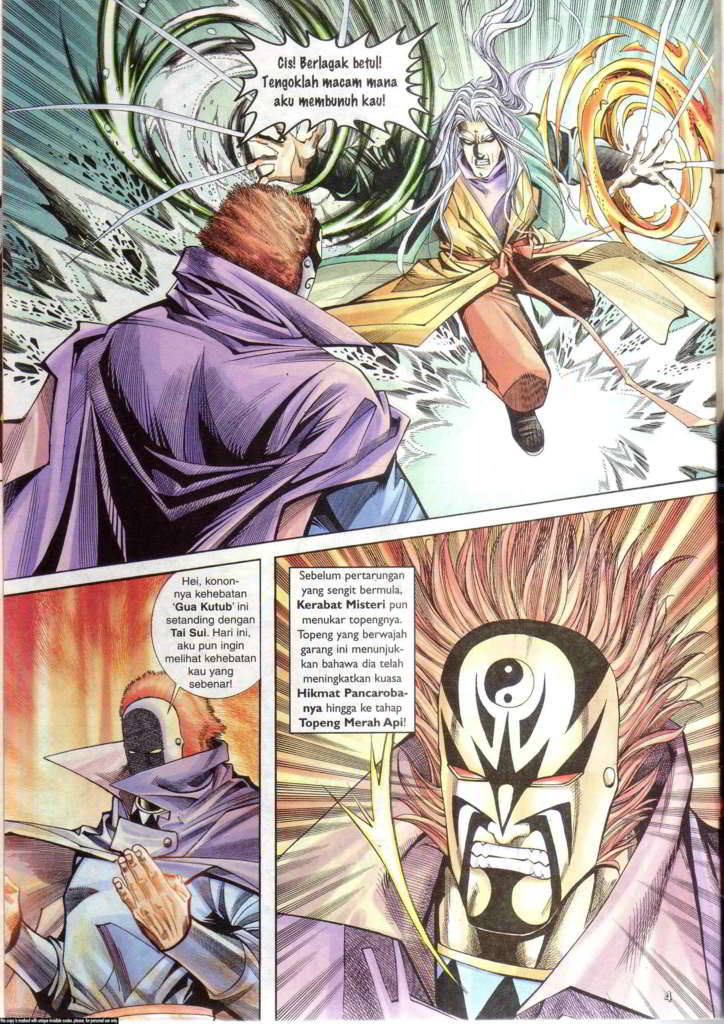 Cis! Berlagak betul!
Tengoklah macam mana
aku membunuh kau!
Hei, konon-
nya kehebatan
'Gua Kutub' ini
setanding dengan
Tai Sui. Hari ini,
aku pun ingin
melihat kehebatan
kau yang
sebenar!
Sebelum pertarungan
yang sengit bermula,
Kerabat Misteri pun
menukar topengnya.
Topeng yang berwajah
garang ini menunjuk-
kan bahawa dia telah
meningkatkan kuasa
Hikmat Pancaroba-
nya hingga ke tahap
Topeng Merah Api!
4